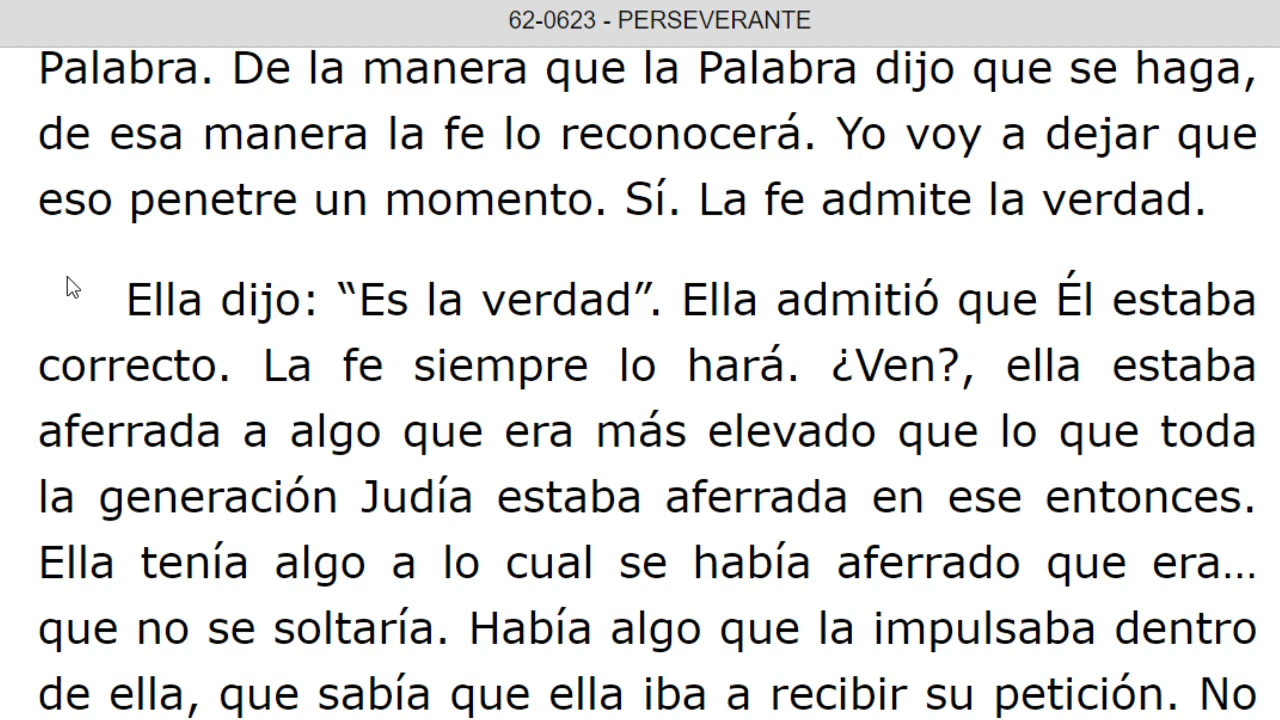 62-0623 - PERSEVERANTE
Palabra. De la manera que la Palabra dijo que se haga,
de esa manera la fe lo reconocerá. Yo voy a dejar que
eso penetre un momento. Sí. La fe admite la verdad.
Ella dijo: “Es la verdad”. Ella admitió que Él estaba
correcto. La fe siempre lo hará. ¿Ven?, ella estaba
aferrada a algo que era más elevado que lo que toda
la generación Judía estaba aferrada en ese entonces.
Ella tenía algo a lo cual se había aferrado que era…
que no se soltaría. Había algo que la impulsaba dentro
de ella, que sabía que ella iba a recibir su petición. No